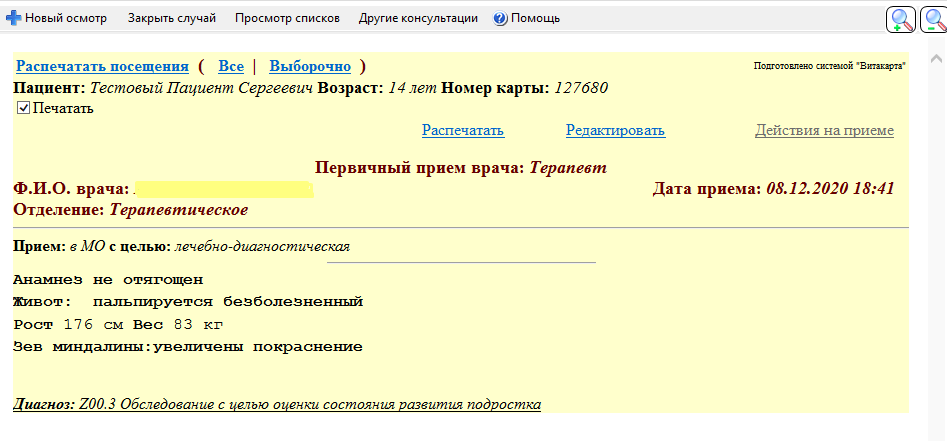 Новый осмотр Закрыть случай Просмотр списков Другие консультации Помощь
Распечатать посещения ( Все | Выборочно )
Подготовлено системой "Витакарта"
Пациент: Тестовый Пациент Сергеевич Возраст: 14 лет Номер карты: 127680
Печатать
Распечатать Редактировать Действия на приеме
Первичный прием врача: Терапевт
Ф.И.О. врача: Дата приема: 08.12.2020 18:41
Отделение: Терапевтическое
Прием: в МО с целью: лечебно-диагностическая
Анамнез не отягощен
Живот: пальпируется безболезненный
Рост 176 см Вес 83 кг
Зев миндалины:увеличены покраснение
Диагноз: Z00.3 Обследование с целью оценки состояния развития подростка